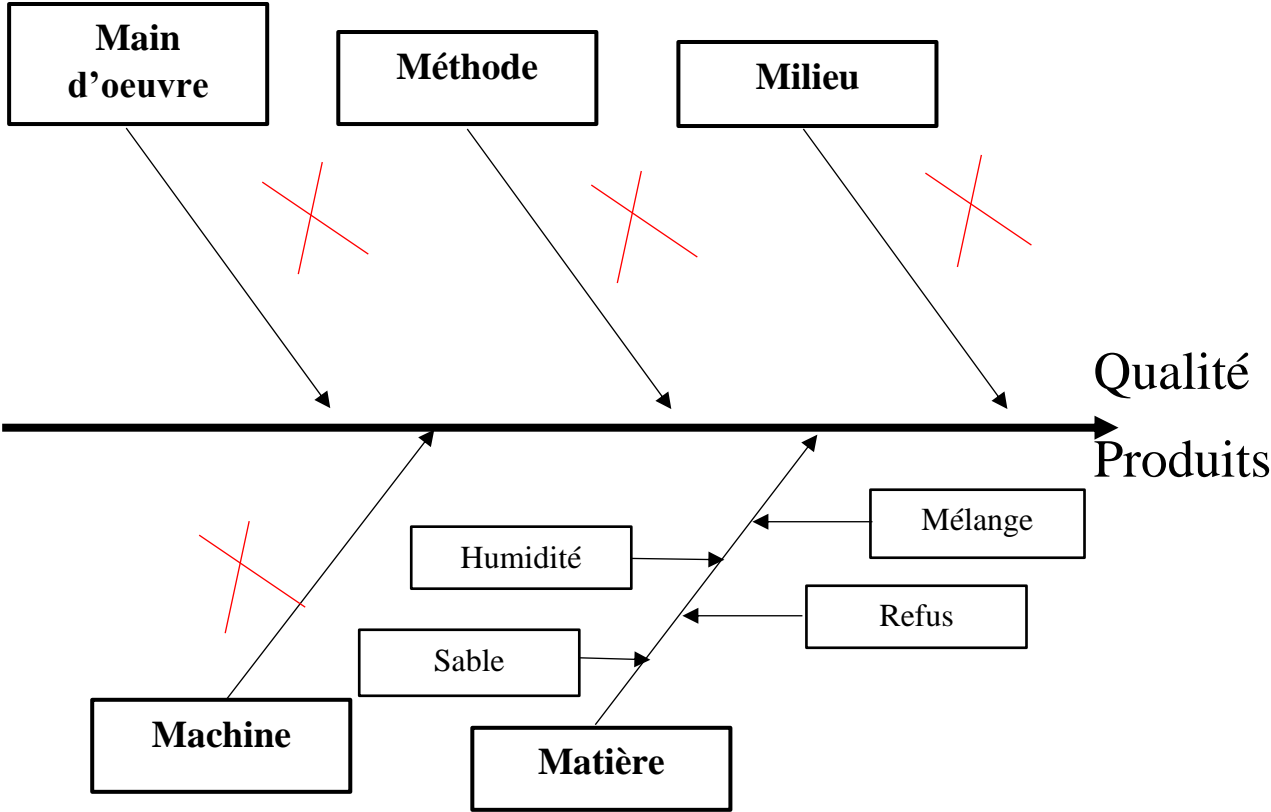 Main
d’oeuvre
Méthode
Milieu
Qualité
Produits
Mélange
Humidité
Refus
Sable
Machine
Matière